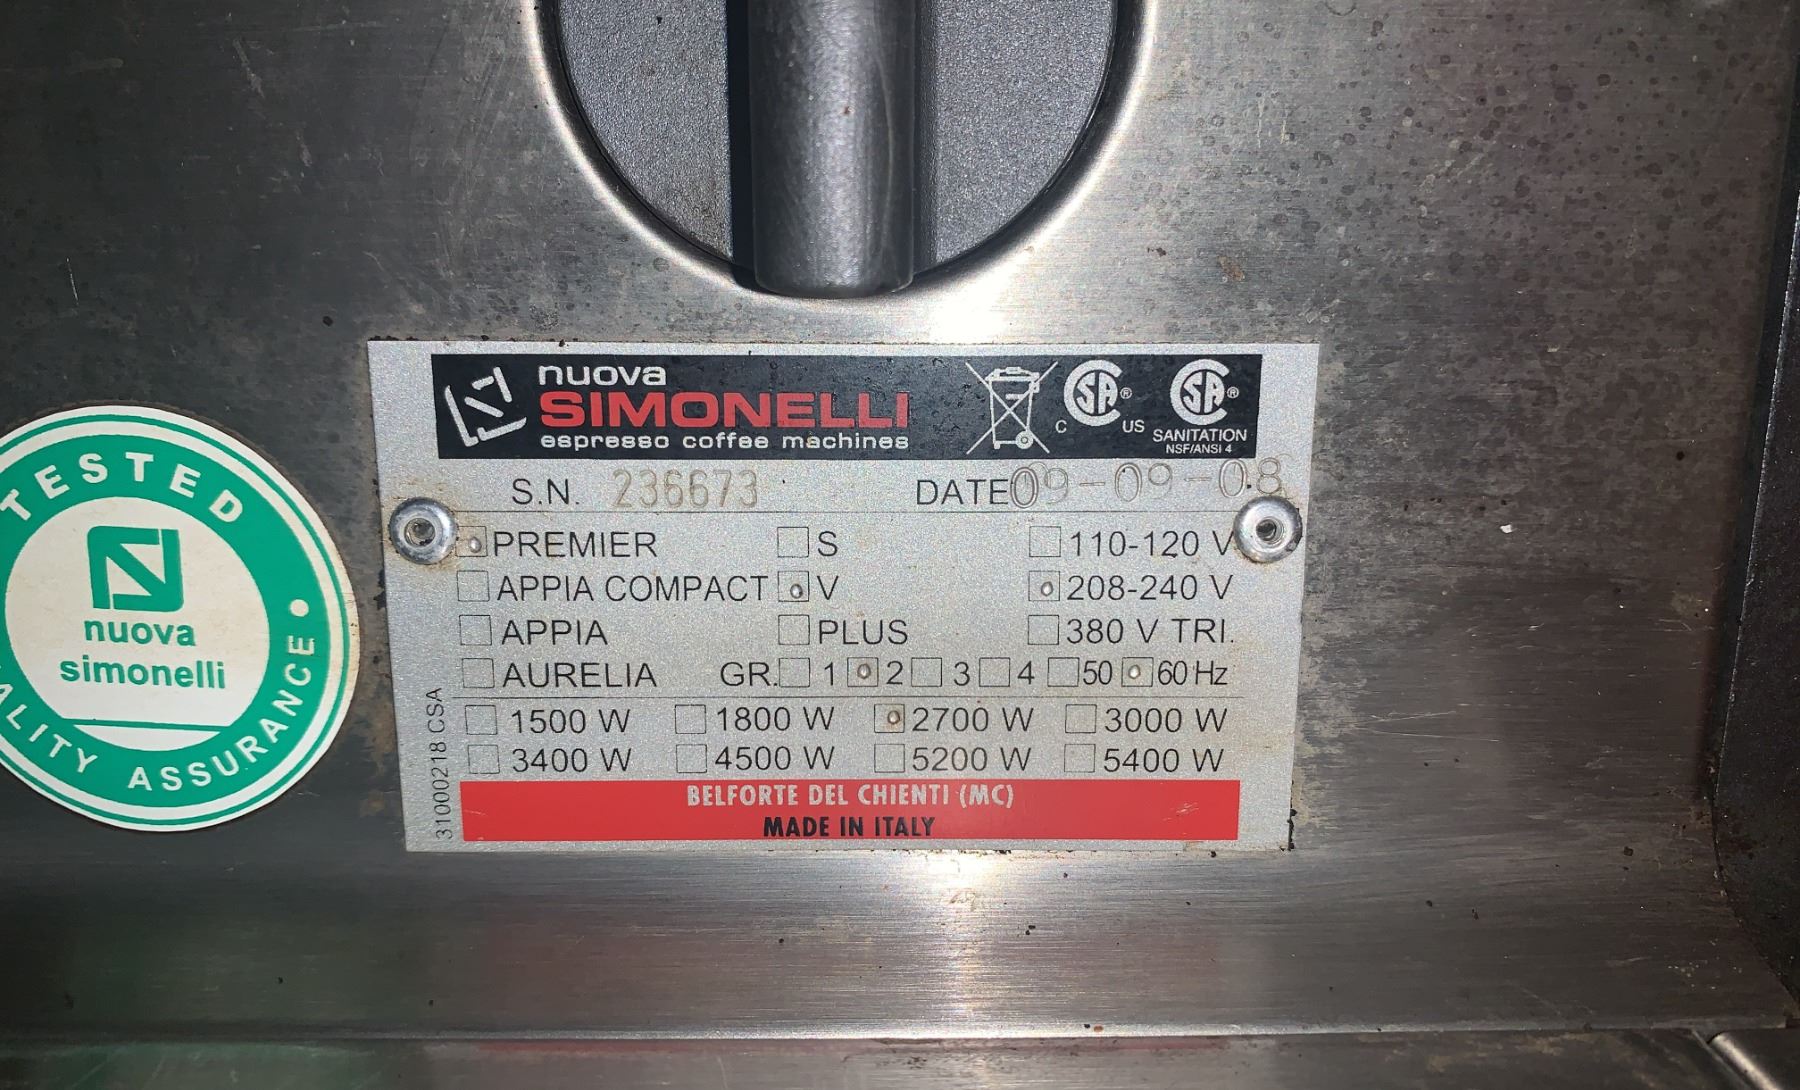 nuova
SIMONELLI
espresso coffee machines
CSA® C US
CSA® SANITATION
NSF/ANSI 4
S.N. 236673 DATE 09-09-08
PREMIER S 110-120 V
APPIA COMPACT V 208-240 V
APPIA PLUS 380 V TRI.
AURELIA GR. 1 2 3 4 50 60 Hz
1500 W 1800 W 2700 W 3000 W
3400 W 4500 W 5200 W 5400 W
31000218 CSA
BELFORTE DEL CHIENTI (MC)
MADE IN ITALY
TESTED
nuova
simonelli
ALITY ASSURANCE